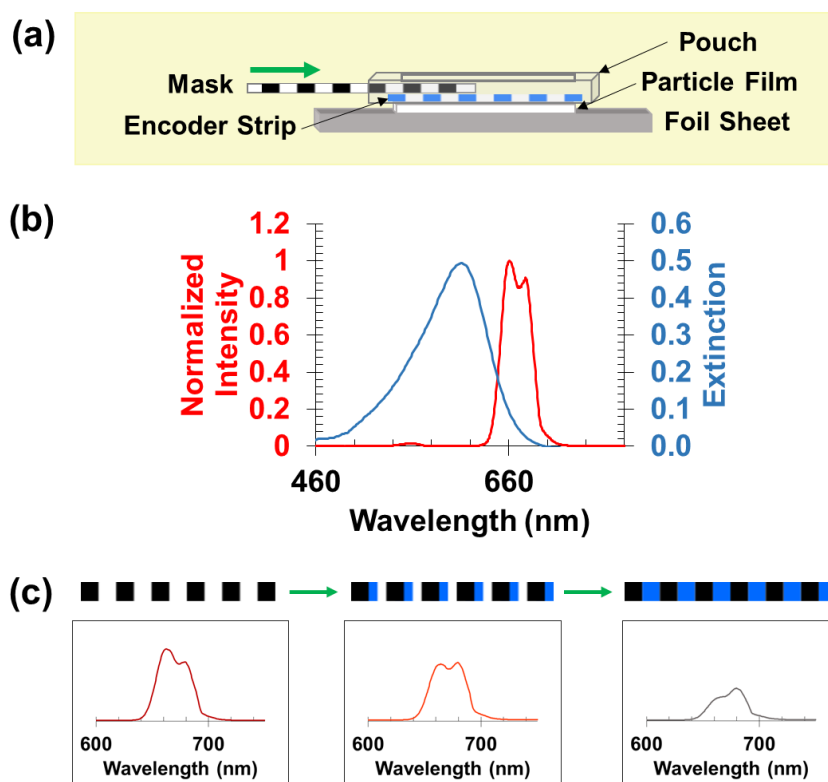 (a)
Mask
Encoder Strip
Pouch
Particle Film
Foil Sheet
(b)
Normalized
Intensity
1.2
1
0.8
0.6
0.4
0.2
0
0.6
0.5
0.4
0.3
0.2
0.1
0.0
Extinction
460
660
Wavelength (nm)
(c)
600
700
Wavelength (nm)
600
700
Wavelength (nm)
600
700
Wavelength (nm)